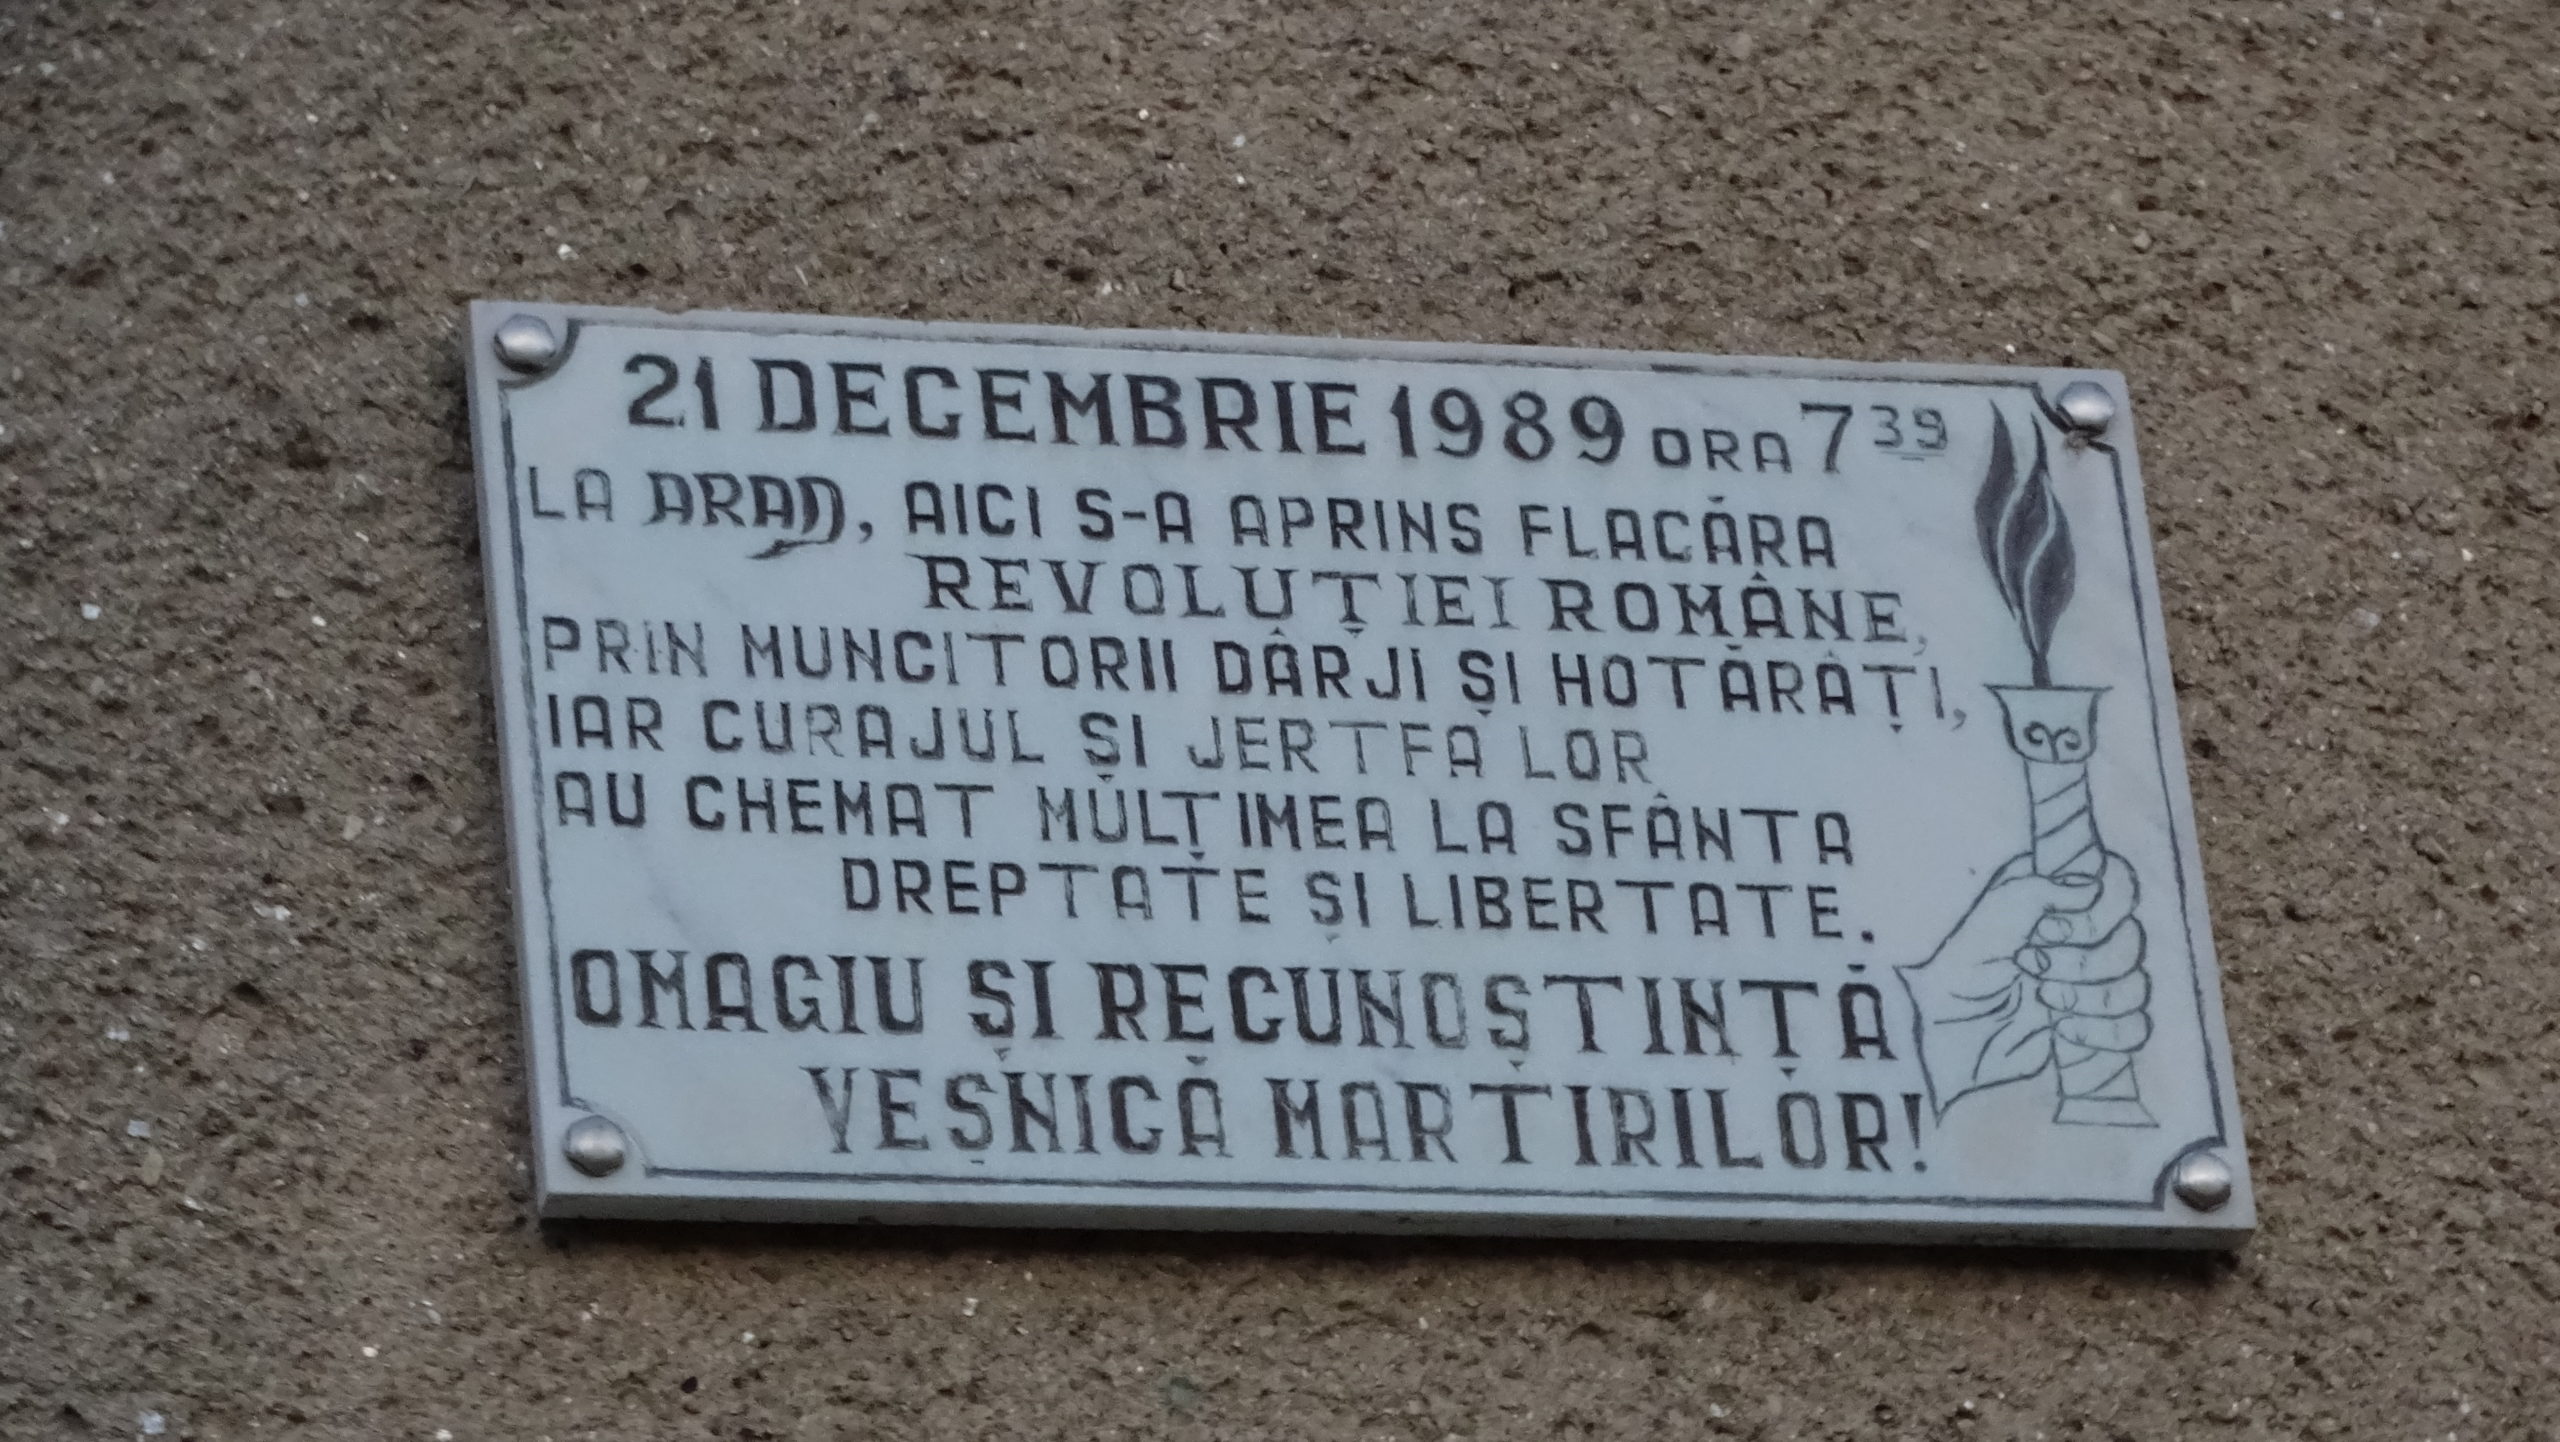 21 DECEMBRIE 1989 ORA 7 39
LA ARAD, AICI S-A APRINS FLACĂRA
REVOLUȚIEI ROMÂNE,
PRIN MUNCITORII DÂRJI ȘI HOTĂRÂȚI,
IAR CURAJUL ȘI JERTFA LOR
AU CHEMAT MULȚIMEA LA SFÂNTA
DREPTATE ȘI LIBERTATE.
OMAGIU ȘI RECUNOȘTINȚĂ
VEȘNICĂ MARTIRILOR!